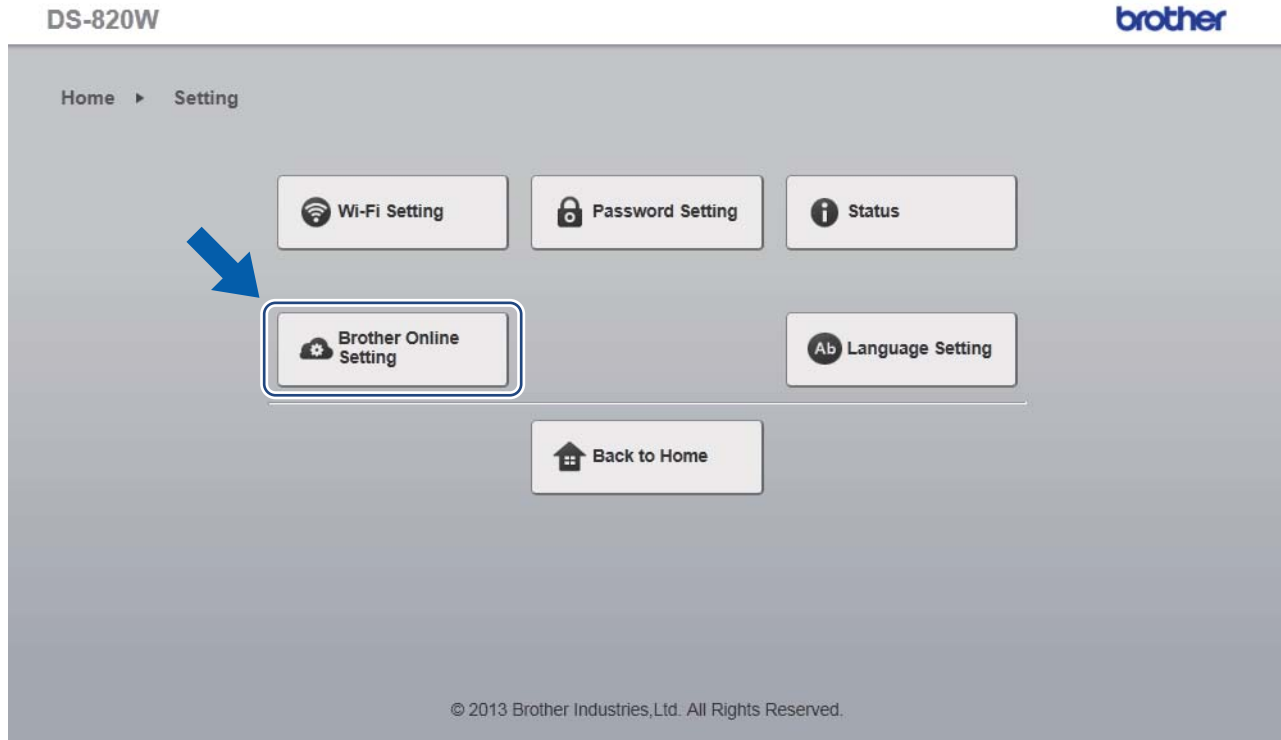 DS-820W
brother
Home ▶ Setting
Wi-Fi Setting
Password Setting
Status
Brother Online
Setting
Ab Language Setting
Back to Home
© 2013 Brother Industries,Ltd. All Rights Reserved.